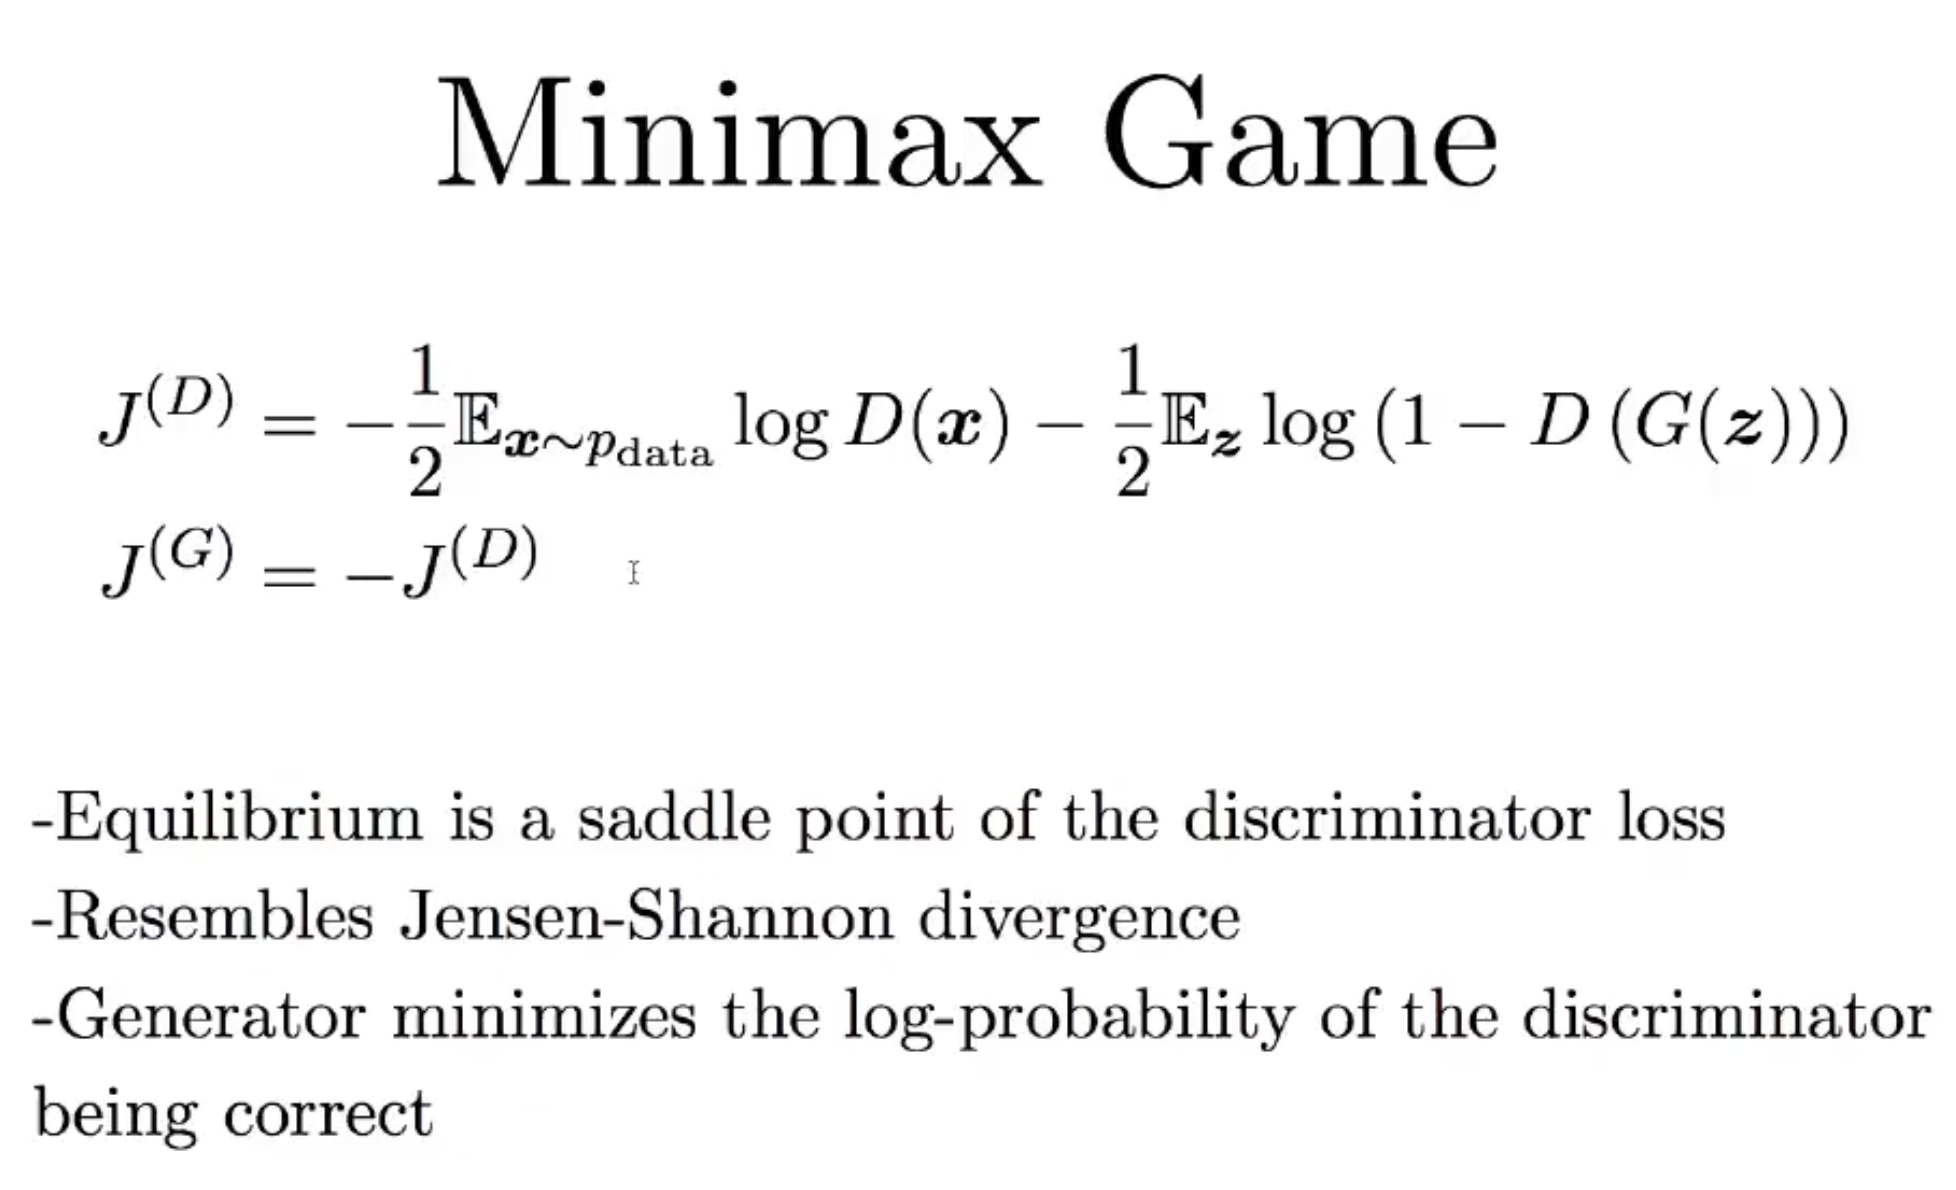 Minimax Game
$J^{(D)} = -\frac{1}{2}\mathbb{E}_{\boldsymbol{x}\sim p_{\text{data}}} \log D(\boldsymbol{x}) - \frac{1}{2}\mathbb{E}_{\boldsymbol{z}} \log \left(1 - D\left(G(\boldsymbol{z})\right)\right)$
$J^{(G)} = -J^{(D)}$
-Equilibrium is a saddle point of the discriminator loss
-Resembles Jensen-Shannon divergence
-Generator minimizes the log-probability of the discriminator
being correct